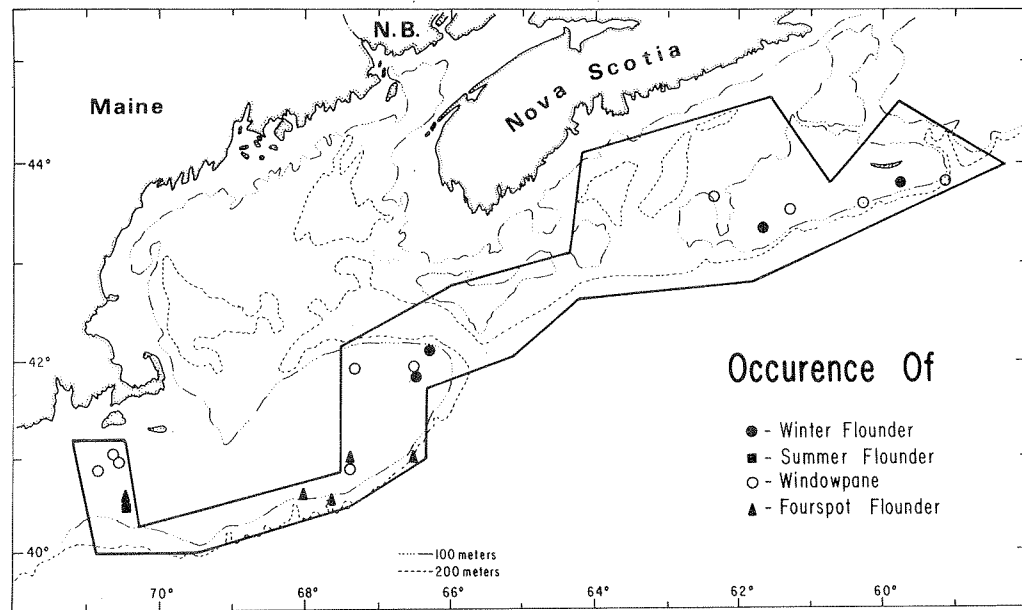 N.B.
Maine
Nova Scotia
44°
42°
40°
Occurence Of
● - Winter Flounder
■ - Summer Flounder
○ - Windowpane
▲ - Fourspot Flounder
100 meters
200 meters
70° 68° 66° 64° 62° 60°